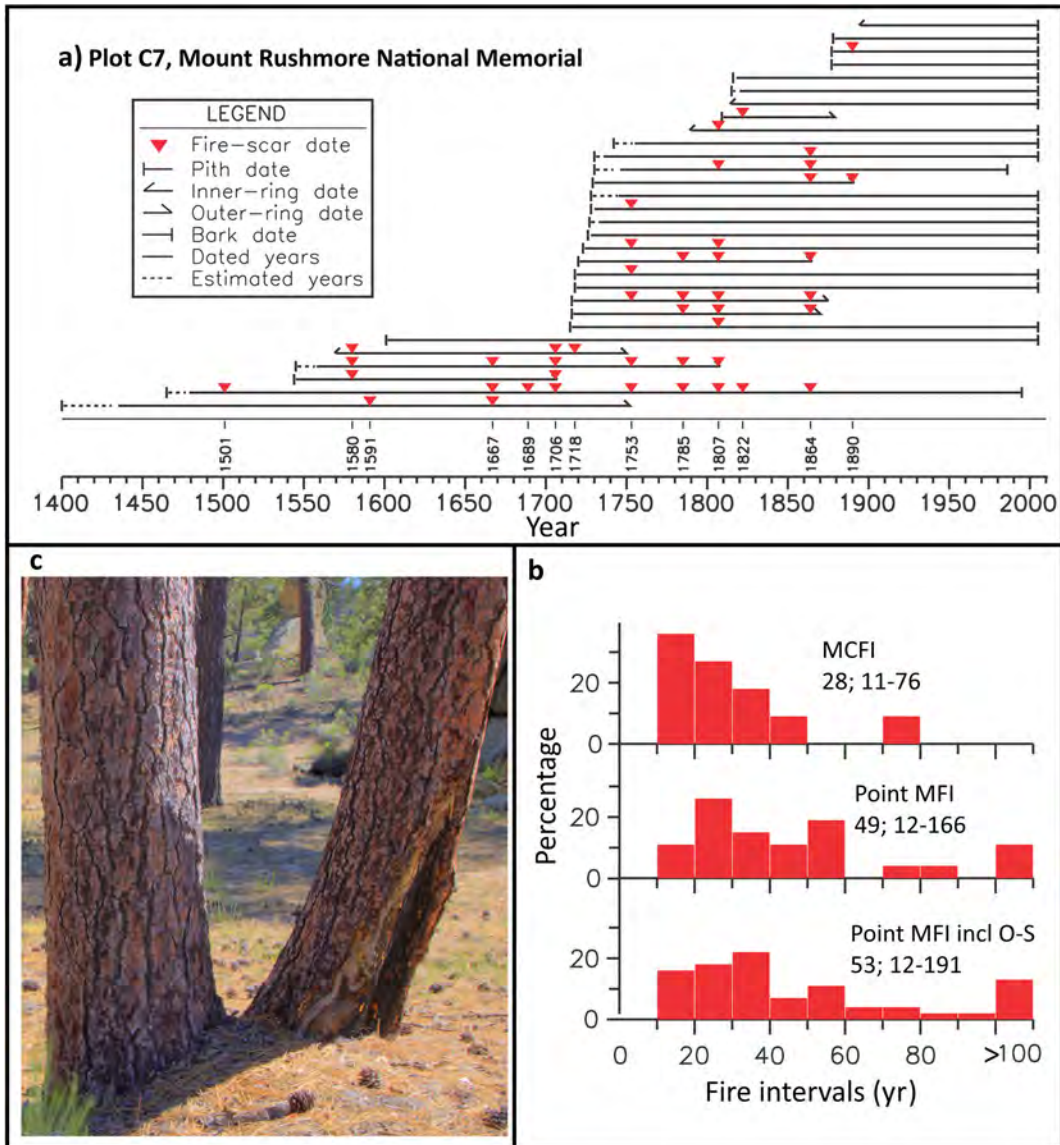 a) Plot C7, Mount Rushmore National Memorial
LEGEND
Fire-scar date
Pith date
Inner-ring date
Outer-ring date
Bark date
Dated years
Estimated years
1501 1580 1591 1667 1689 1706 1718 1753 1785 1807 1822 1864 1890
1400 1450 1500 1550 1600 1650 1700 1750 1800 1850 1900 1950 2000
Year
c
b
MCFI
28; 11-76
20
0
Point MFI
49; 12-166
20
0
Point MFI incl O-S
53; 12-191
20
0
Percentage
0 20 40 60 80 >100
Fire intervals (yr)